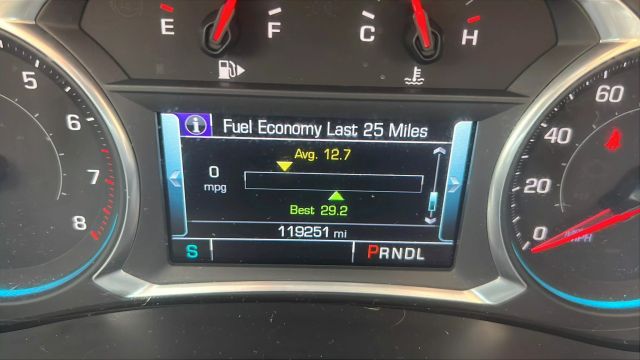 E F C H
5
6
7
8
Fuel Economy Last 25 Miles
Avg. 12.7
0
mpg
Best 29.2
119251 mi
S PRNDL
60
40
20
0
MPH